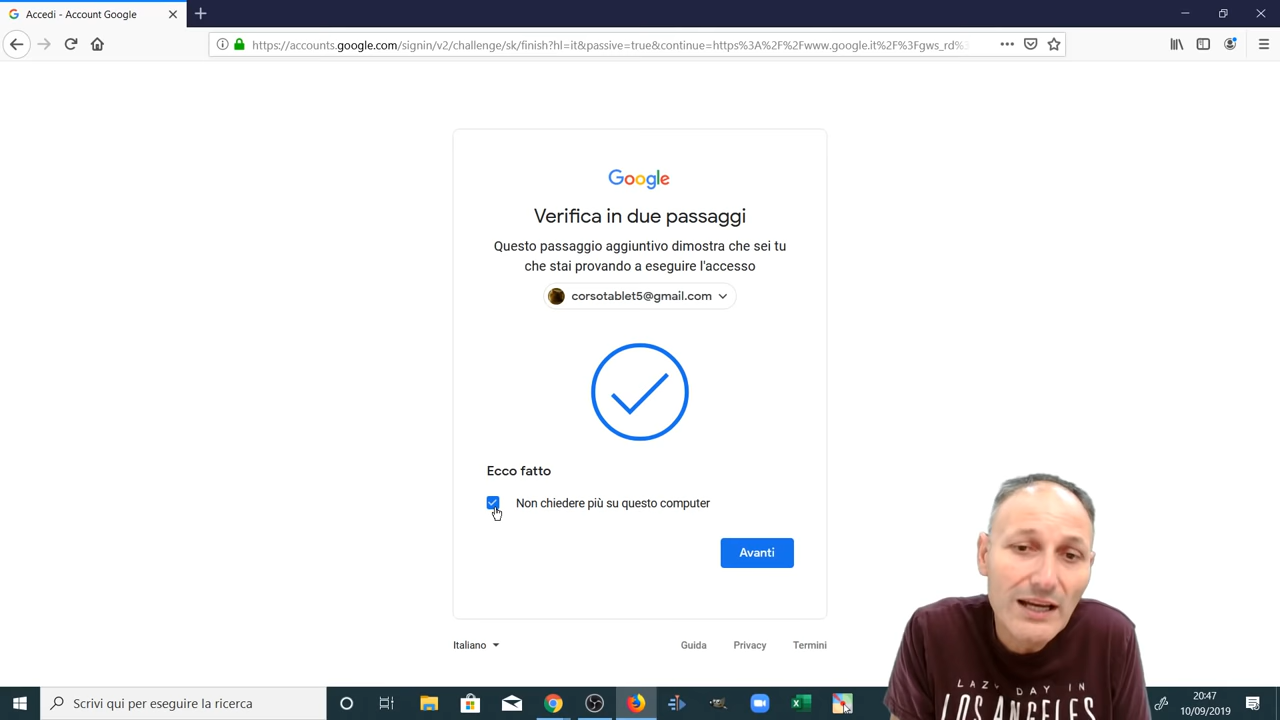 Accedi - Account Google
https://accounts.google.com/signin/v2/challenge/sk/finish?hl=it&passive=true&continue=https%3A%2F%2Fwww.google.it%2F%3Fgws_rd%
Google
Verifica in due passaggi
Questo passaggio aggiuntivo dimostra che sei tu
che stai provando a eseguire l'accesso
corsotablet5@gmail.com
Ecco fatto
Non chiedere più su questo computer
Avanti
Italiano
Guida
Privacy
Termini
LAZY DAY IN
LOS ANGELES
Scrivi qui per eseguire la ricerca
20:47
10/09/2019